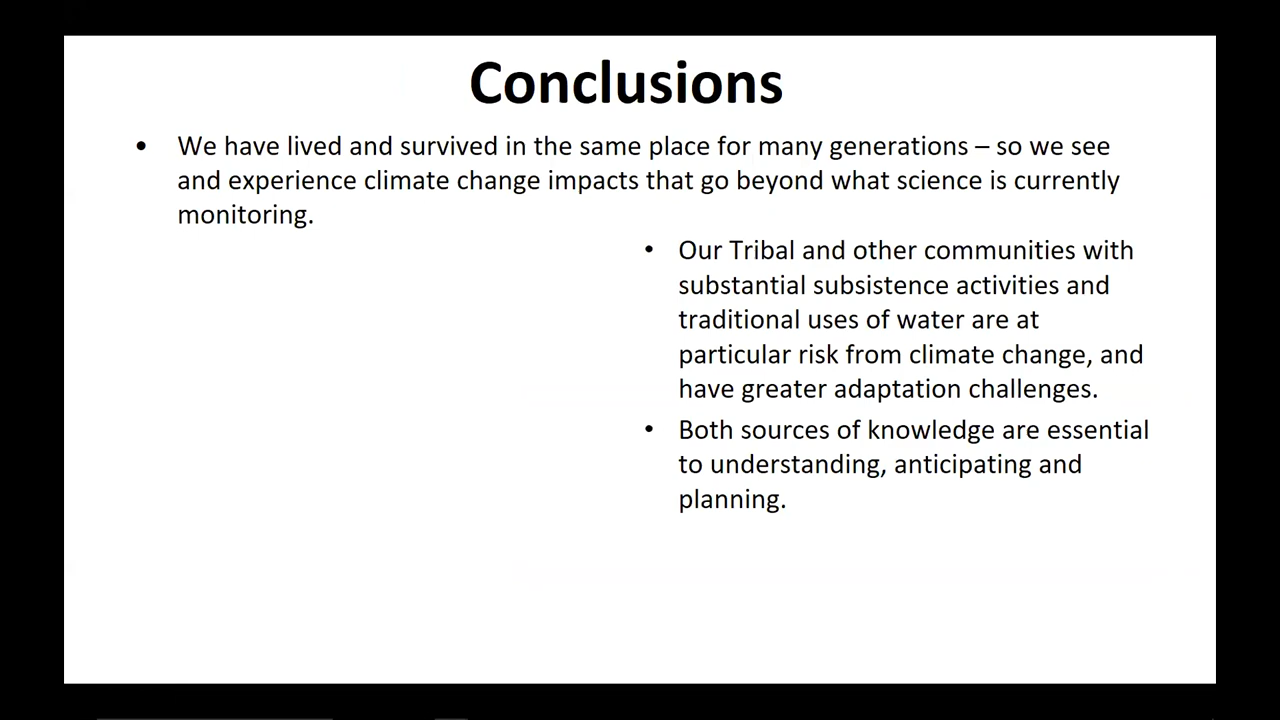 Conclusions
• We have lived and survived in the same place for many generations – so we see
and experience climate change impacts that go beyond what science is currently
monitoring.
• Our Tribal and other communities with
substantial subsistence activities and
traditional uses of water are at
particular risk from climate change, and
have greater adaptation challenges.
• Both sources of knowledge are essential
to understanding, anticipating and
planning.